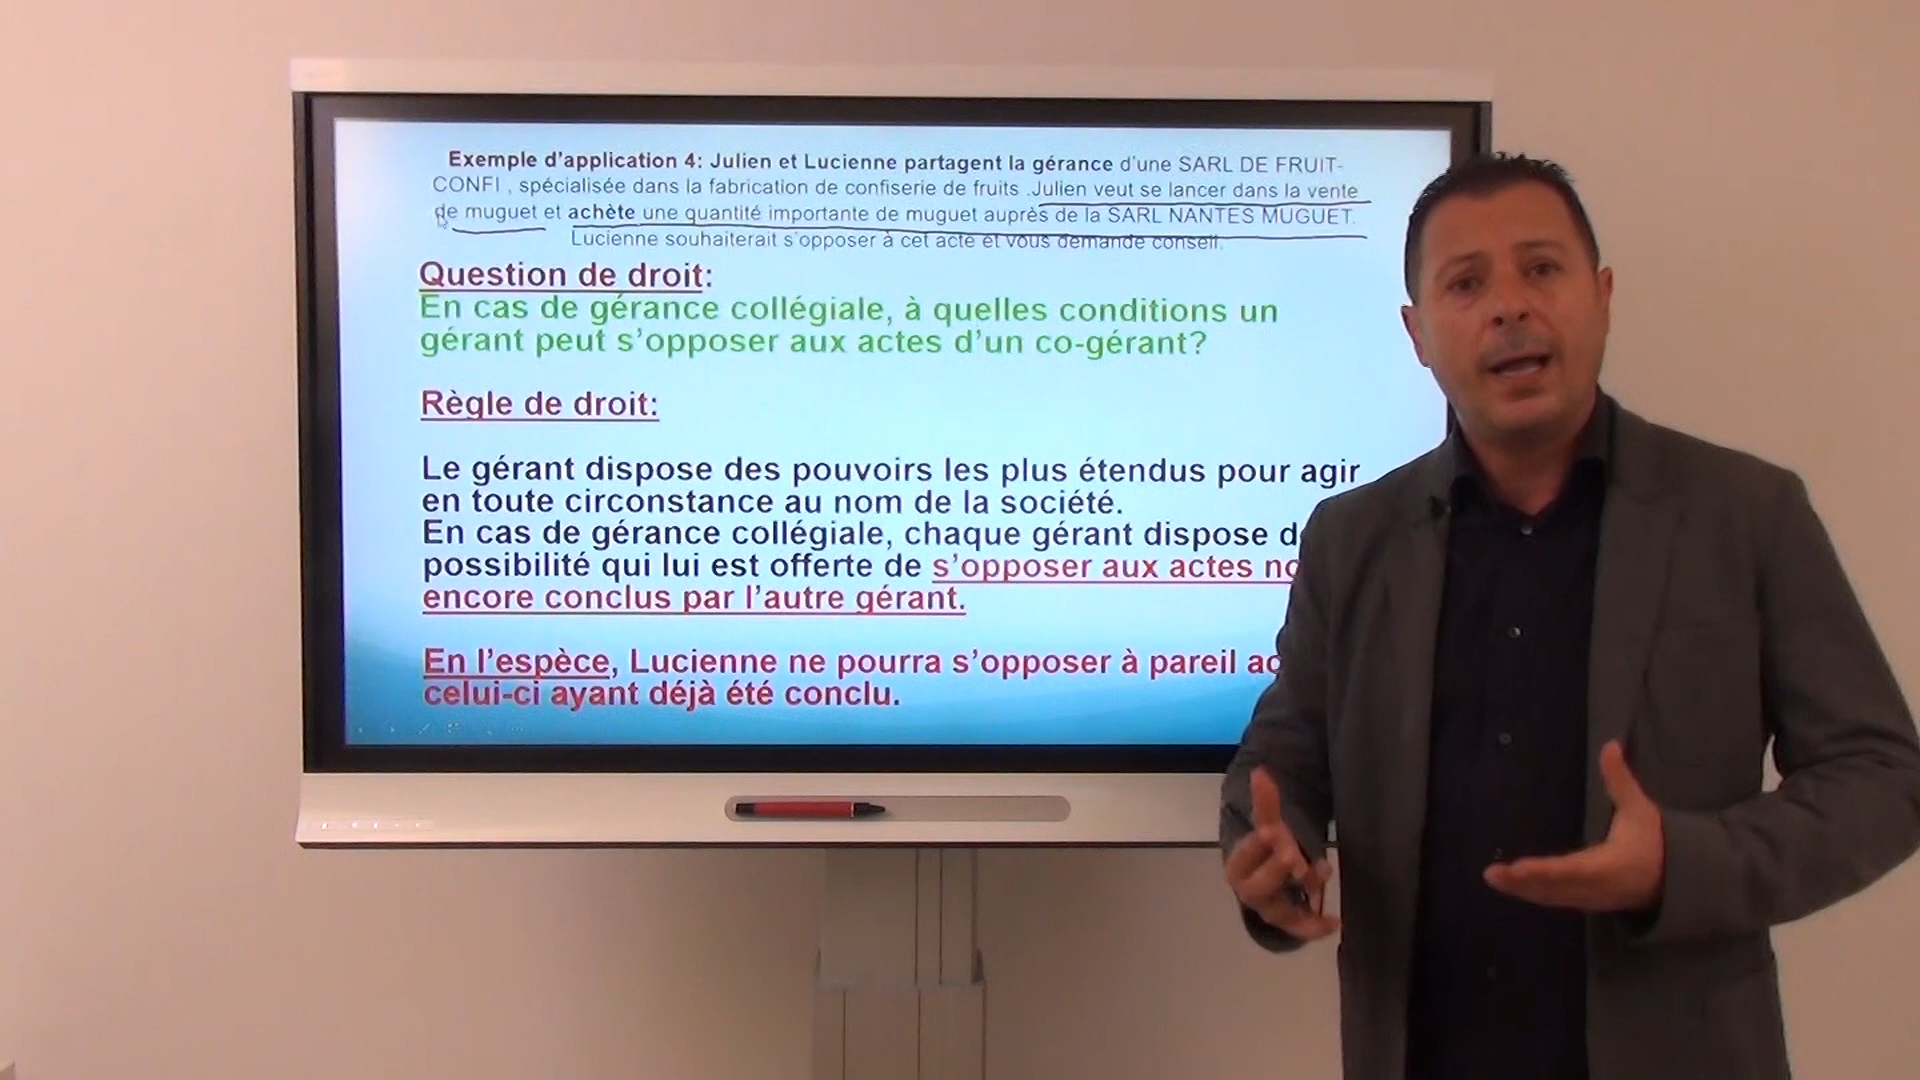 Exemple d'application 4: Julien et Lucienne partagent la gérance d'une SARL DE FRUIT-
CONFI , spécialisée dans la fabrication de confiserie de fruits .Julien veut se lancer dans la vente
de muguet et achète une quantité importante de muguet auprès de la SARL NANTES MUGUET.
Lucienne souhaiterait s'opposer à cet acte et vous demande conseil.
Question de droit:
En cas de gérance collégiale, à quelles conditions un
gérant peut s'opposer aux actes d'un co-gérant?
Règle de droit:
Le gérant dispose des pouvoirs les plus étendus pour agir
en toute circonstance au nom de la société.
En cas de gérance collégiale, chaque gérant dispose
possibilité qui lui est offerte de s'opposer aux actes
encore conclus par l'autre gérant.
En l'espèce, Lucienne ne pourra s'opposer à pareil
celui-ci ayant déjà été conclu.